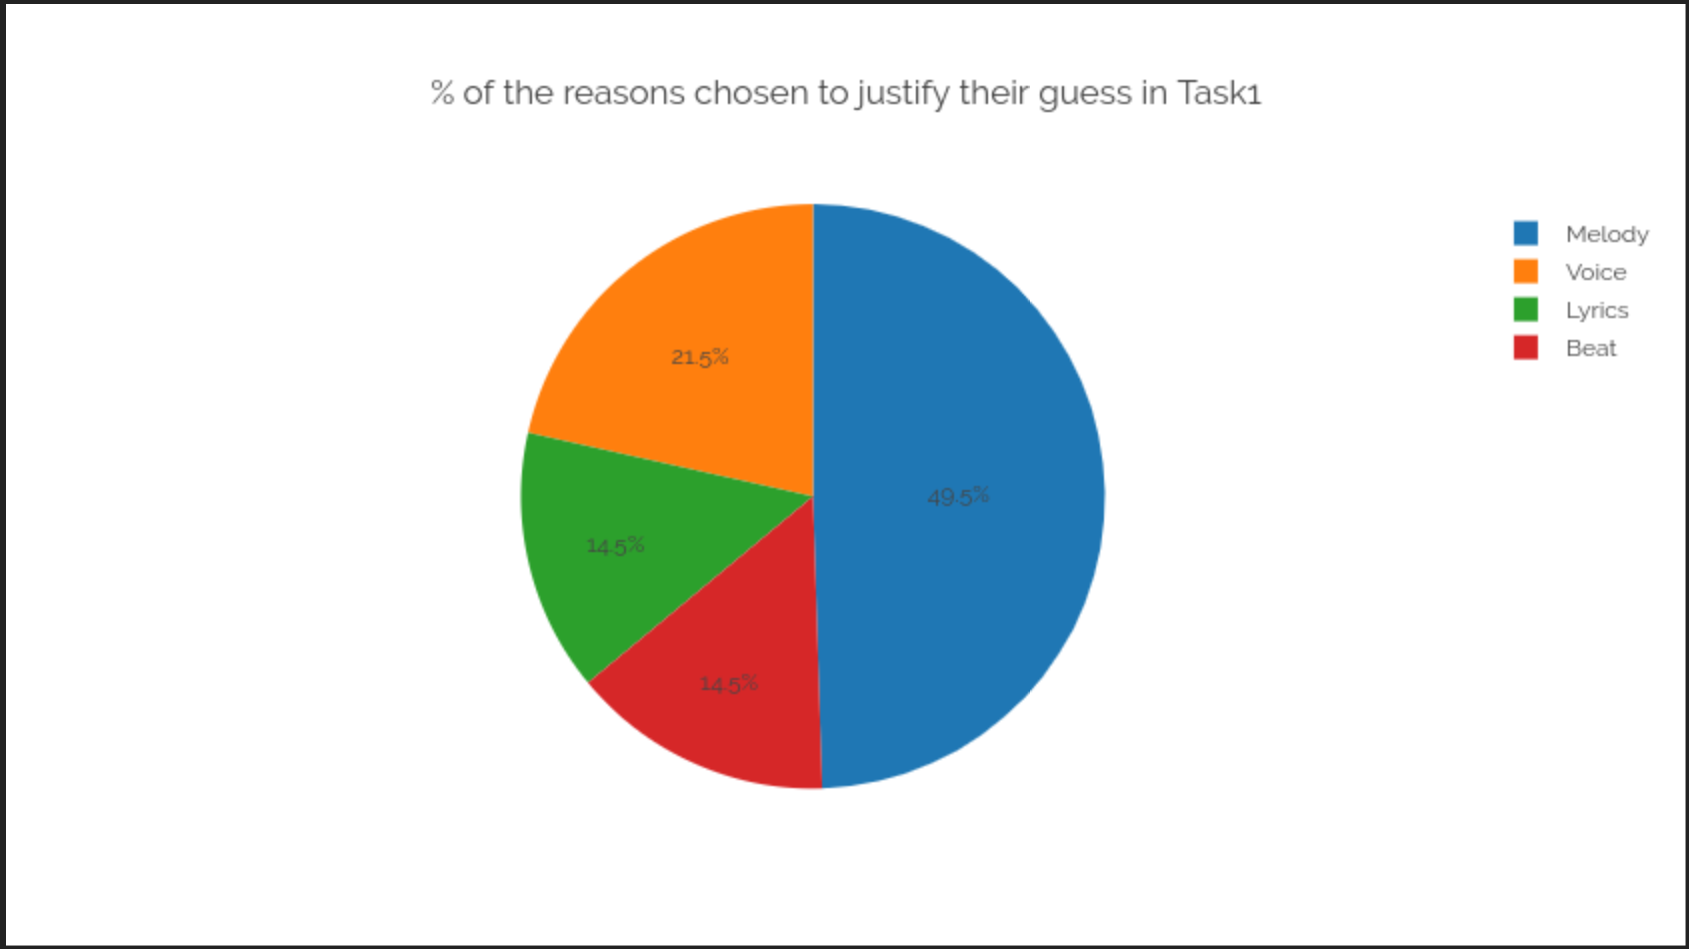 % of the reasons chosen to justify their guess in Task1
Melody
Voice
Lyrics
Beat
21.5%
49.5%
14.5%
14.5%